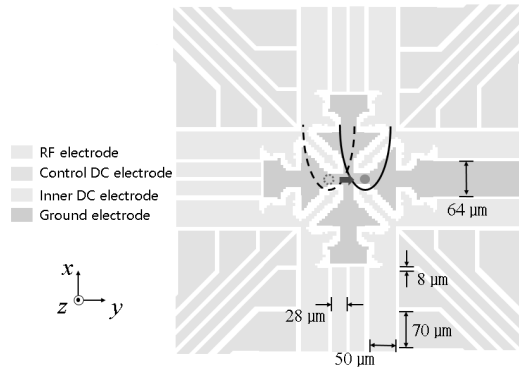 RF electrode
Control DC electrode
Inner DC electrode
Ground electrode
64 μm
x
z
y
8 μm
28 μm
70 μm
50 μm